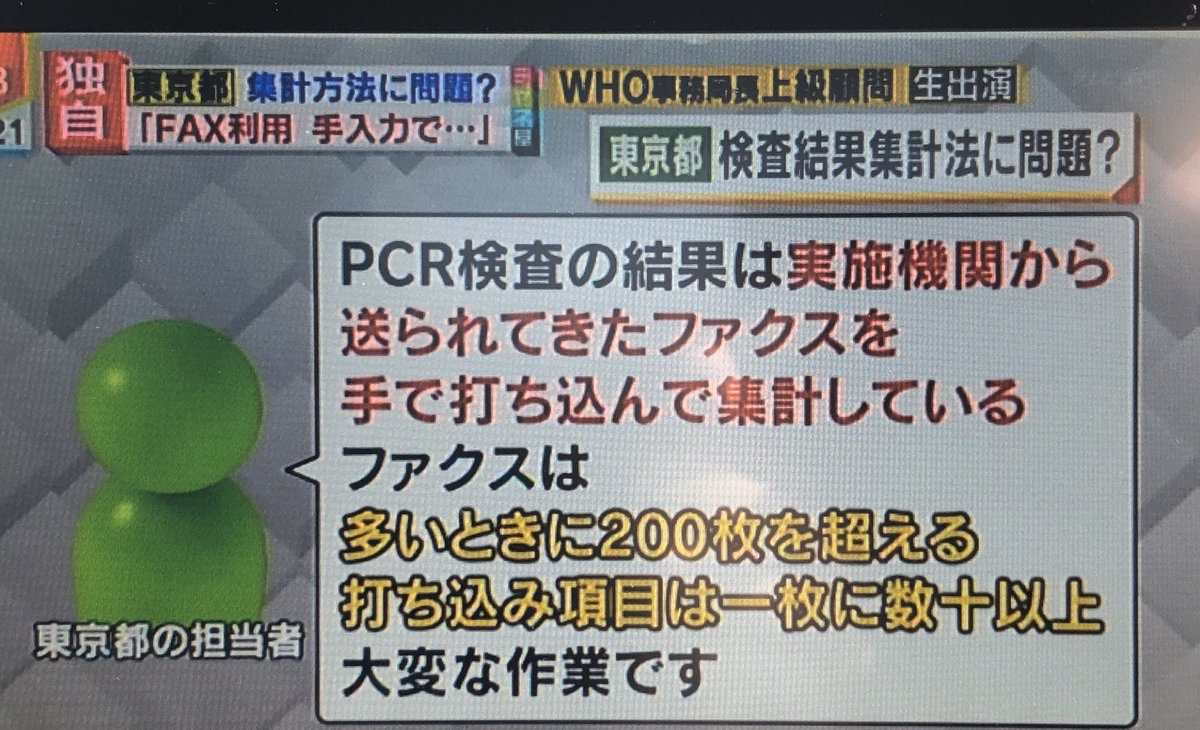 独自
東京都 集計方法に問題?
「FAX利用 手入力で…」
21
WHO事務局長上級顧問 生出演
東京都 検査結果集計法に問題?
PCR検査の結果は実施機関から
送られてきたファクスを
手で打ち込んで集計している
ファクスは
多いときに200枚を超える
打ち込み項目は一枚に数十以上
大変な作業です
東京都の担当者